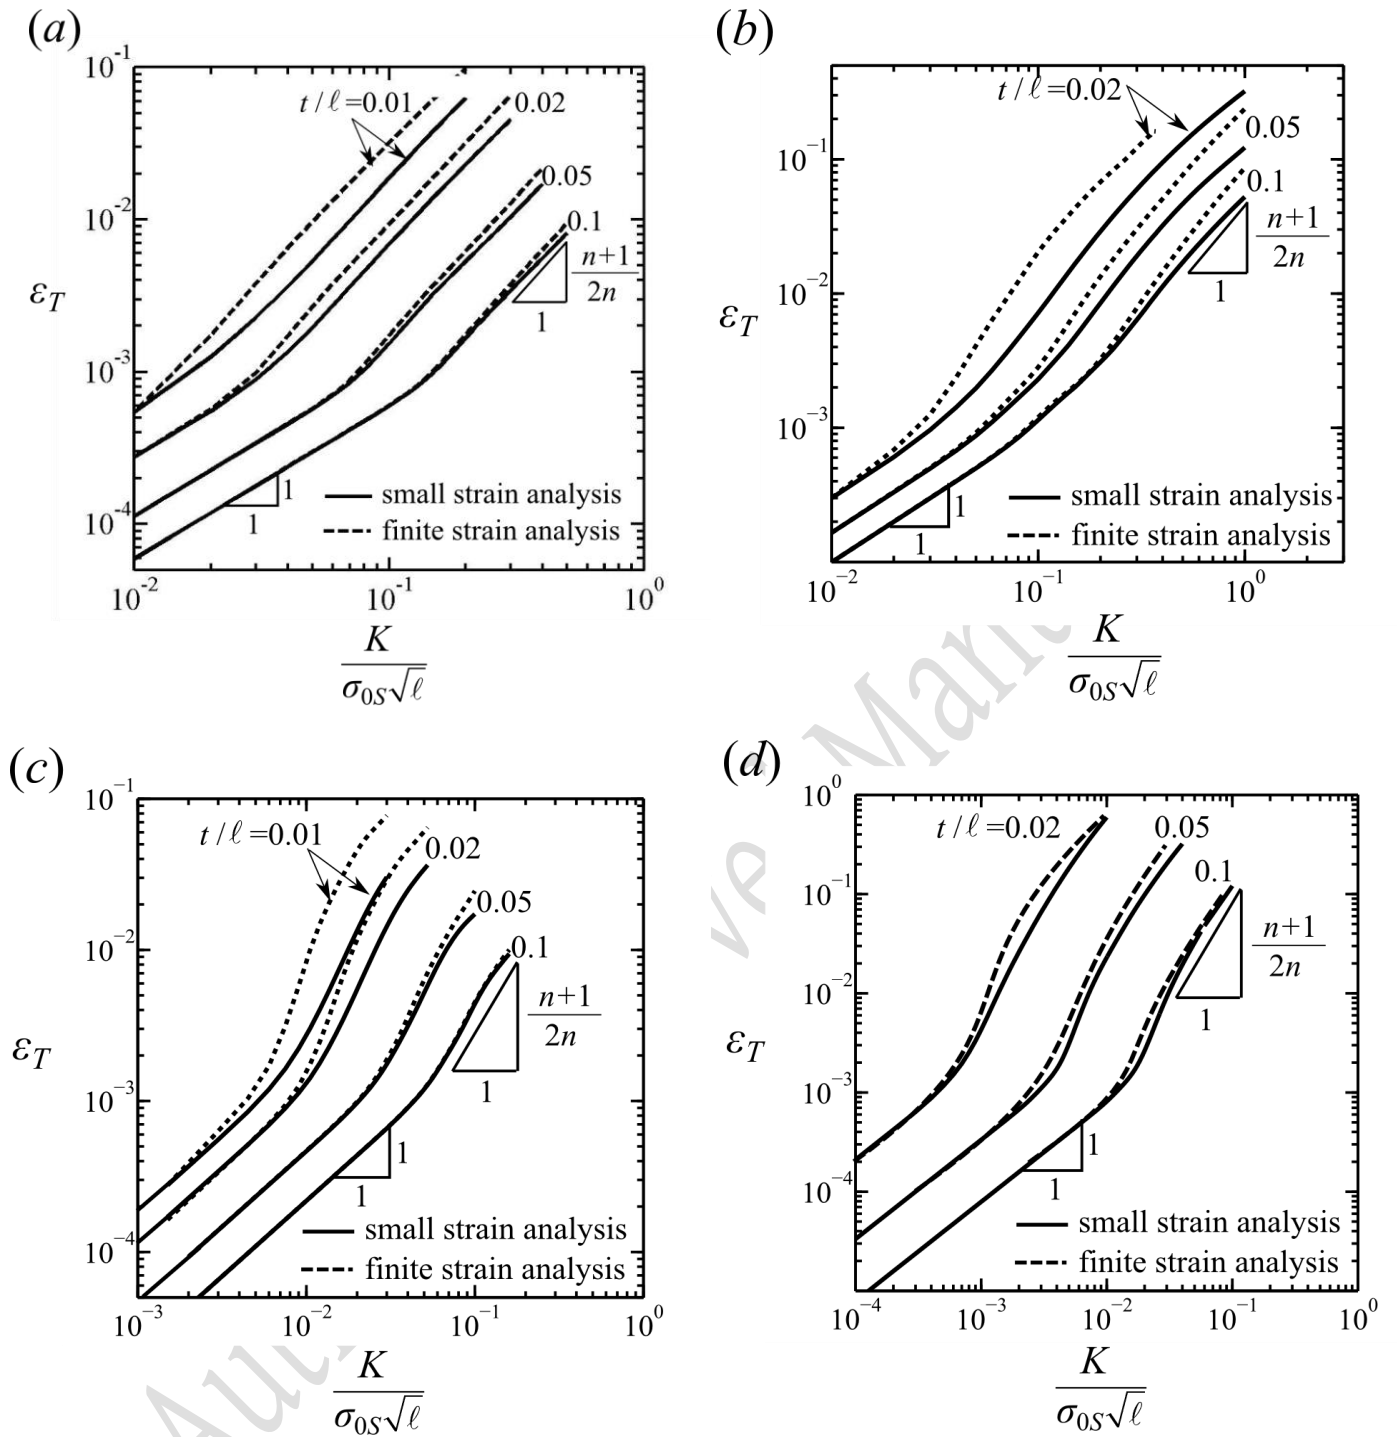 (a)
10^-1
10^-2
10^-3
10^-4
ε_T
t/ℓ=0.01
0.02
0.05
0.1
n+1
2n
1
1
1
small strain analysis
finite strain analysis
10^-2 10^-1 10^0
K
σ_0S√ℓ
(b)
10^-1
10^-2
10^-3
ε_T
t/ℓ=0.02
0.05
0.1
n+1
2n
1
1
1
small strain analysis
finite strain analysis
10^-2 10^-1 10^0
K
σ_0S√ℓ
(c)
10^-1
10^-2
10^-3
10^-4
ε_T
t/ℓ=0.01
0.02
0.05
0.1
n+1
2n
1
1
1
small strain analysis
finite strain analysis
10^-3 10^-2 10^-1 10^0
K
σ_0S√ℓ
(d)
10^0
10^-1
10^-2
10^-3
10^-4
ε_T
t/ℓ=0.02
0.05
0.1
n+1
2n
1
1
1
small strain analysis
finite strain analysis
10^-4 10^-3 10^-2 10^-1 10^0
K
σ_0S√ℓ